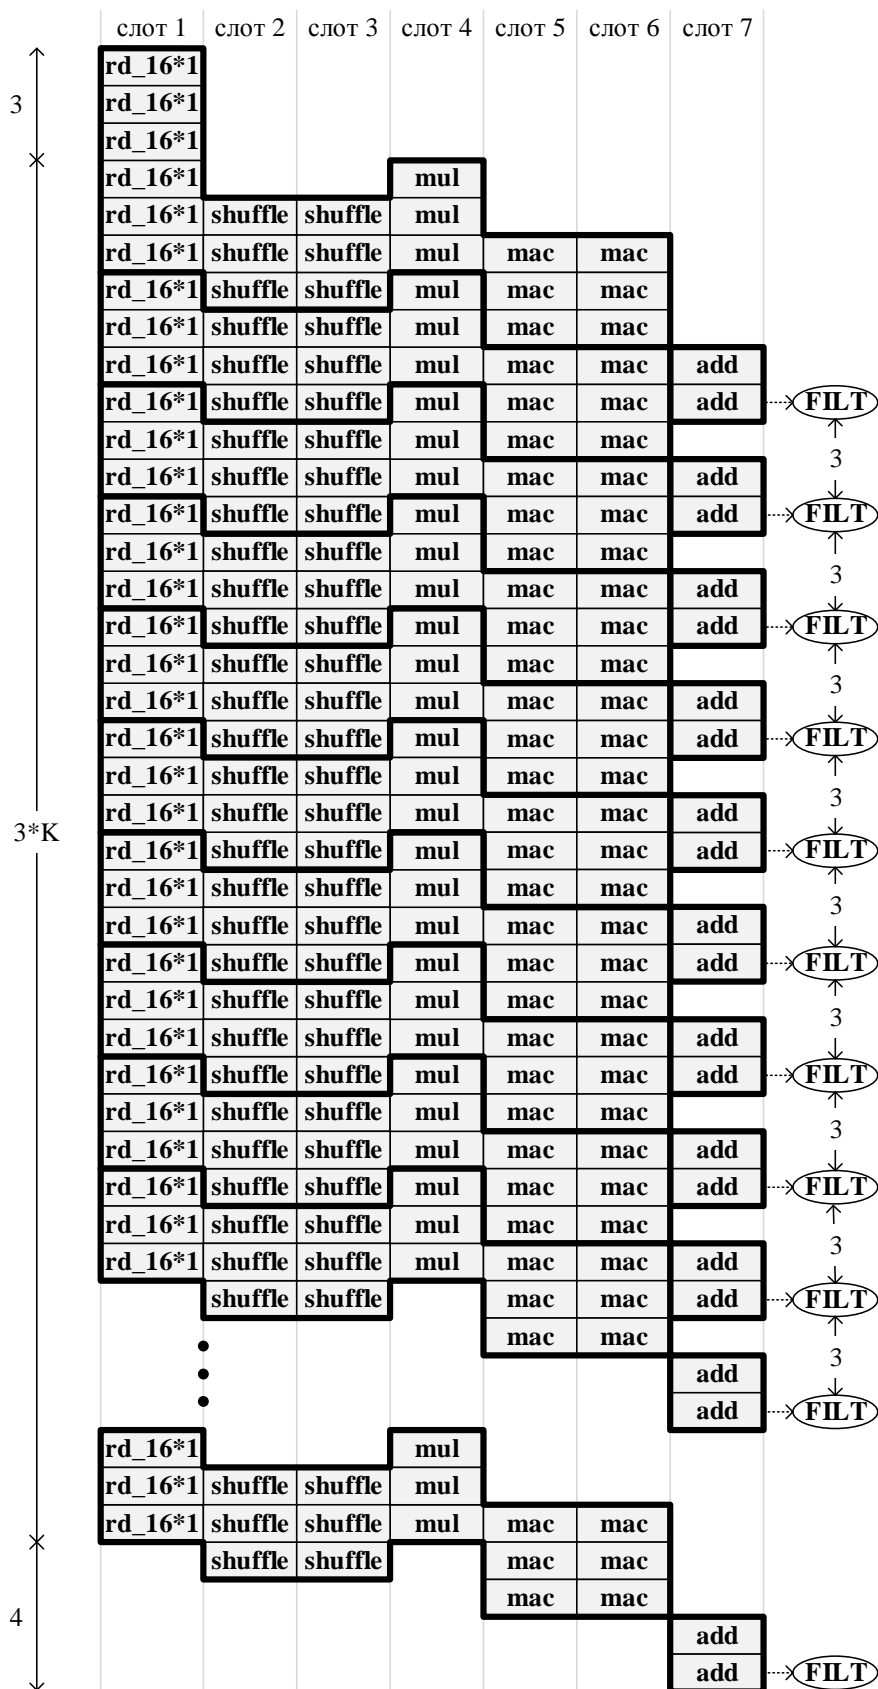 слот 1 слот 2 слот 3 слот 4 слот 5 слот 6 слот 7
rd_16*1
3 rd_16*1
rd_16*1
rd_16*1 mul
rd_16*1 shuffle shuffle mul
rd_16*1 shuffle shuffle mul mac mac
rd_16*1 shuffle shuffle mul mac mac
rd_16*1 shuffle shuffle mul mac mac
rd_16*1 shuffle shuffle mul mac mac add
rd_16*1 shuffle shuffle mul mac mac add FILT
rd_16*1 shuffle shuffle mul mac mac
3
rd_16*1 shuffle shuffle mul mac mac add
rd_16*1 shuffle shuffle mul mac mac add FILT
rd_16*1 shuffle shuffle mul mac mac
3
rd_16*1 shuffle shuffle mul mac mac add
rd_16*1 shuffle shuffle mul mac mac add FILT
rd_16*1 shuffle shuffle mul mac mac
3
rd_16*1 shuffle shuffle mul mac mac add
rd_16*1 shuffle shuffle mul mac mac add FILT
rd_16*1 shuffle shuffle mul mac mac
3
rd_16*1 shuffle shuffle mul mac mac add
3*K
rd_16*1 shuffle shuffle mul mac mac add FILT
rd_16*1 shuffle shuffle mul mac mac
3
rd_16*1 shuffle shuffle mul mac mac add
rd_16*1 shuffle shuffle mul mac mac add FILT
rd_16*1 shuffle shuffle mul mac mac
3
rd_16*1 shuffle shuffle mul mac mac add
rd_16*1 shuffle shuffle mul mac mac add FILT
rd_16*1 shuffle shuffle mul mac mac
3
rd_16*1 shuffle shuffle mul mac mac add
rd_16*1 shuffle shuffle mul mac mac add FILT
rd_16*1 shuffle shuffle mul mac mac
3
rd_16*1 shuffle shuffle mul mac mac add
shuffle shuffle mac mac add FILT
mac mac
3
add
add FILT
rd_16*1 mul
rd_16*1 shuffle shuffle mul
rd_16*1 shuffle shuffle mul mac mac
shuffle shuffle mac mac
mac mac
4
add
add FILT